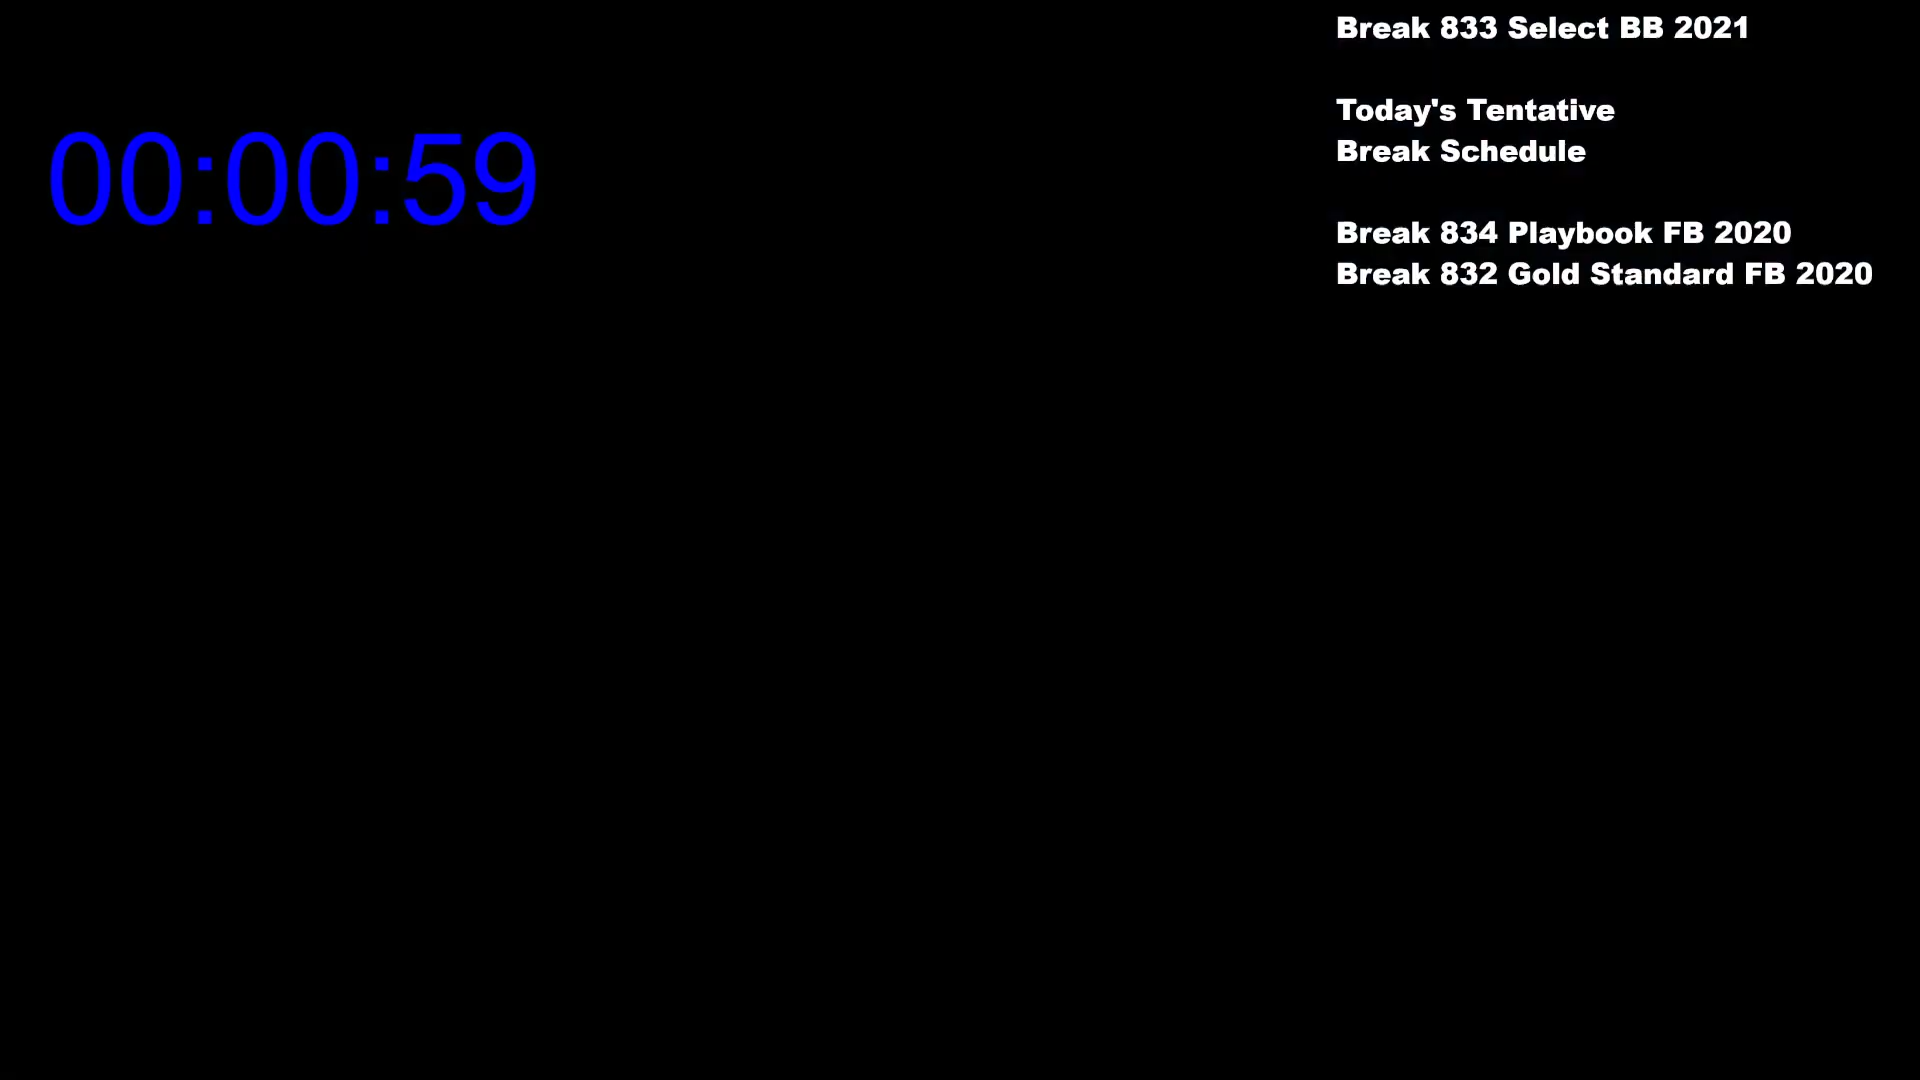 00:00:59
Break 833 Select BB 2021
Today's Tentative
Break Schedule
Break 834 Playbook FB 2020
Break 832 Gold Standard FB 2020